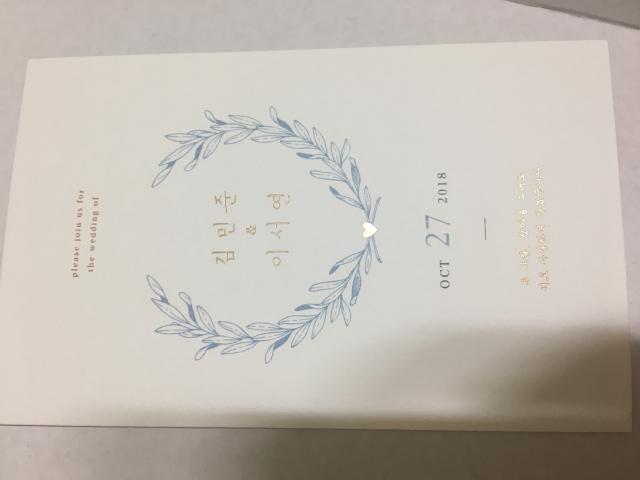 please join us for
the wedding of
김민준
&
이서연
OCT 27 2018